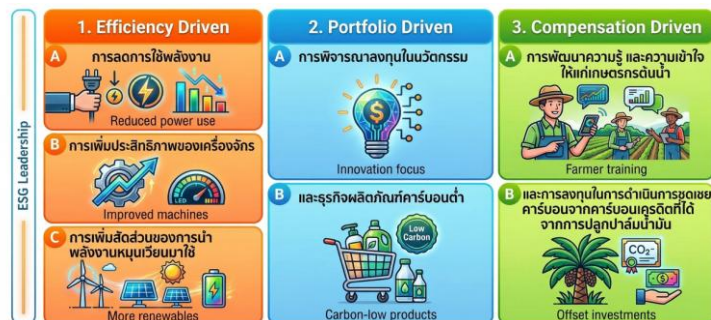 ESG Leadership
1. Efficiency Driven
A การลดการใช้พลังงาน
Reduced power use
B การเพิ่มประสิทธิภาพของเครื่องจักร
LED
Improved machines
C การเพิ่มสัดส่วนของการนำ
พลังงานหมุนเวียนมาใช้
More renewables
2. Portfolio Driven
A การพิจารณาลงทุนในนวัตกรรม
$
Innovation focus
B และธุรกิจผลิตภัณฑ์คาร์บอนต่ำ
Low
Carbon
Carbon-low products
3. Compensation Driven
A การพัฒนาความรู้ และความเข้าใจ
ให้แก่เกษตรกรต้นน้ำ
Farmer training
B และการลงทุนในการดำเนินการชดเชย
คาร์บอนจากคาร์บอนเครดิตที่ได้
จากการปลูกปาล์มน้ำมัน
CO₂⁻
$
Offset investments